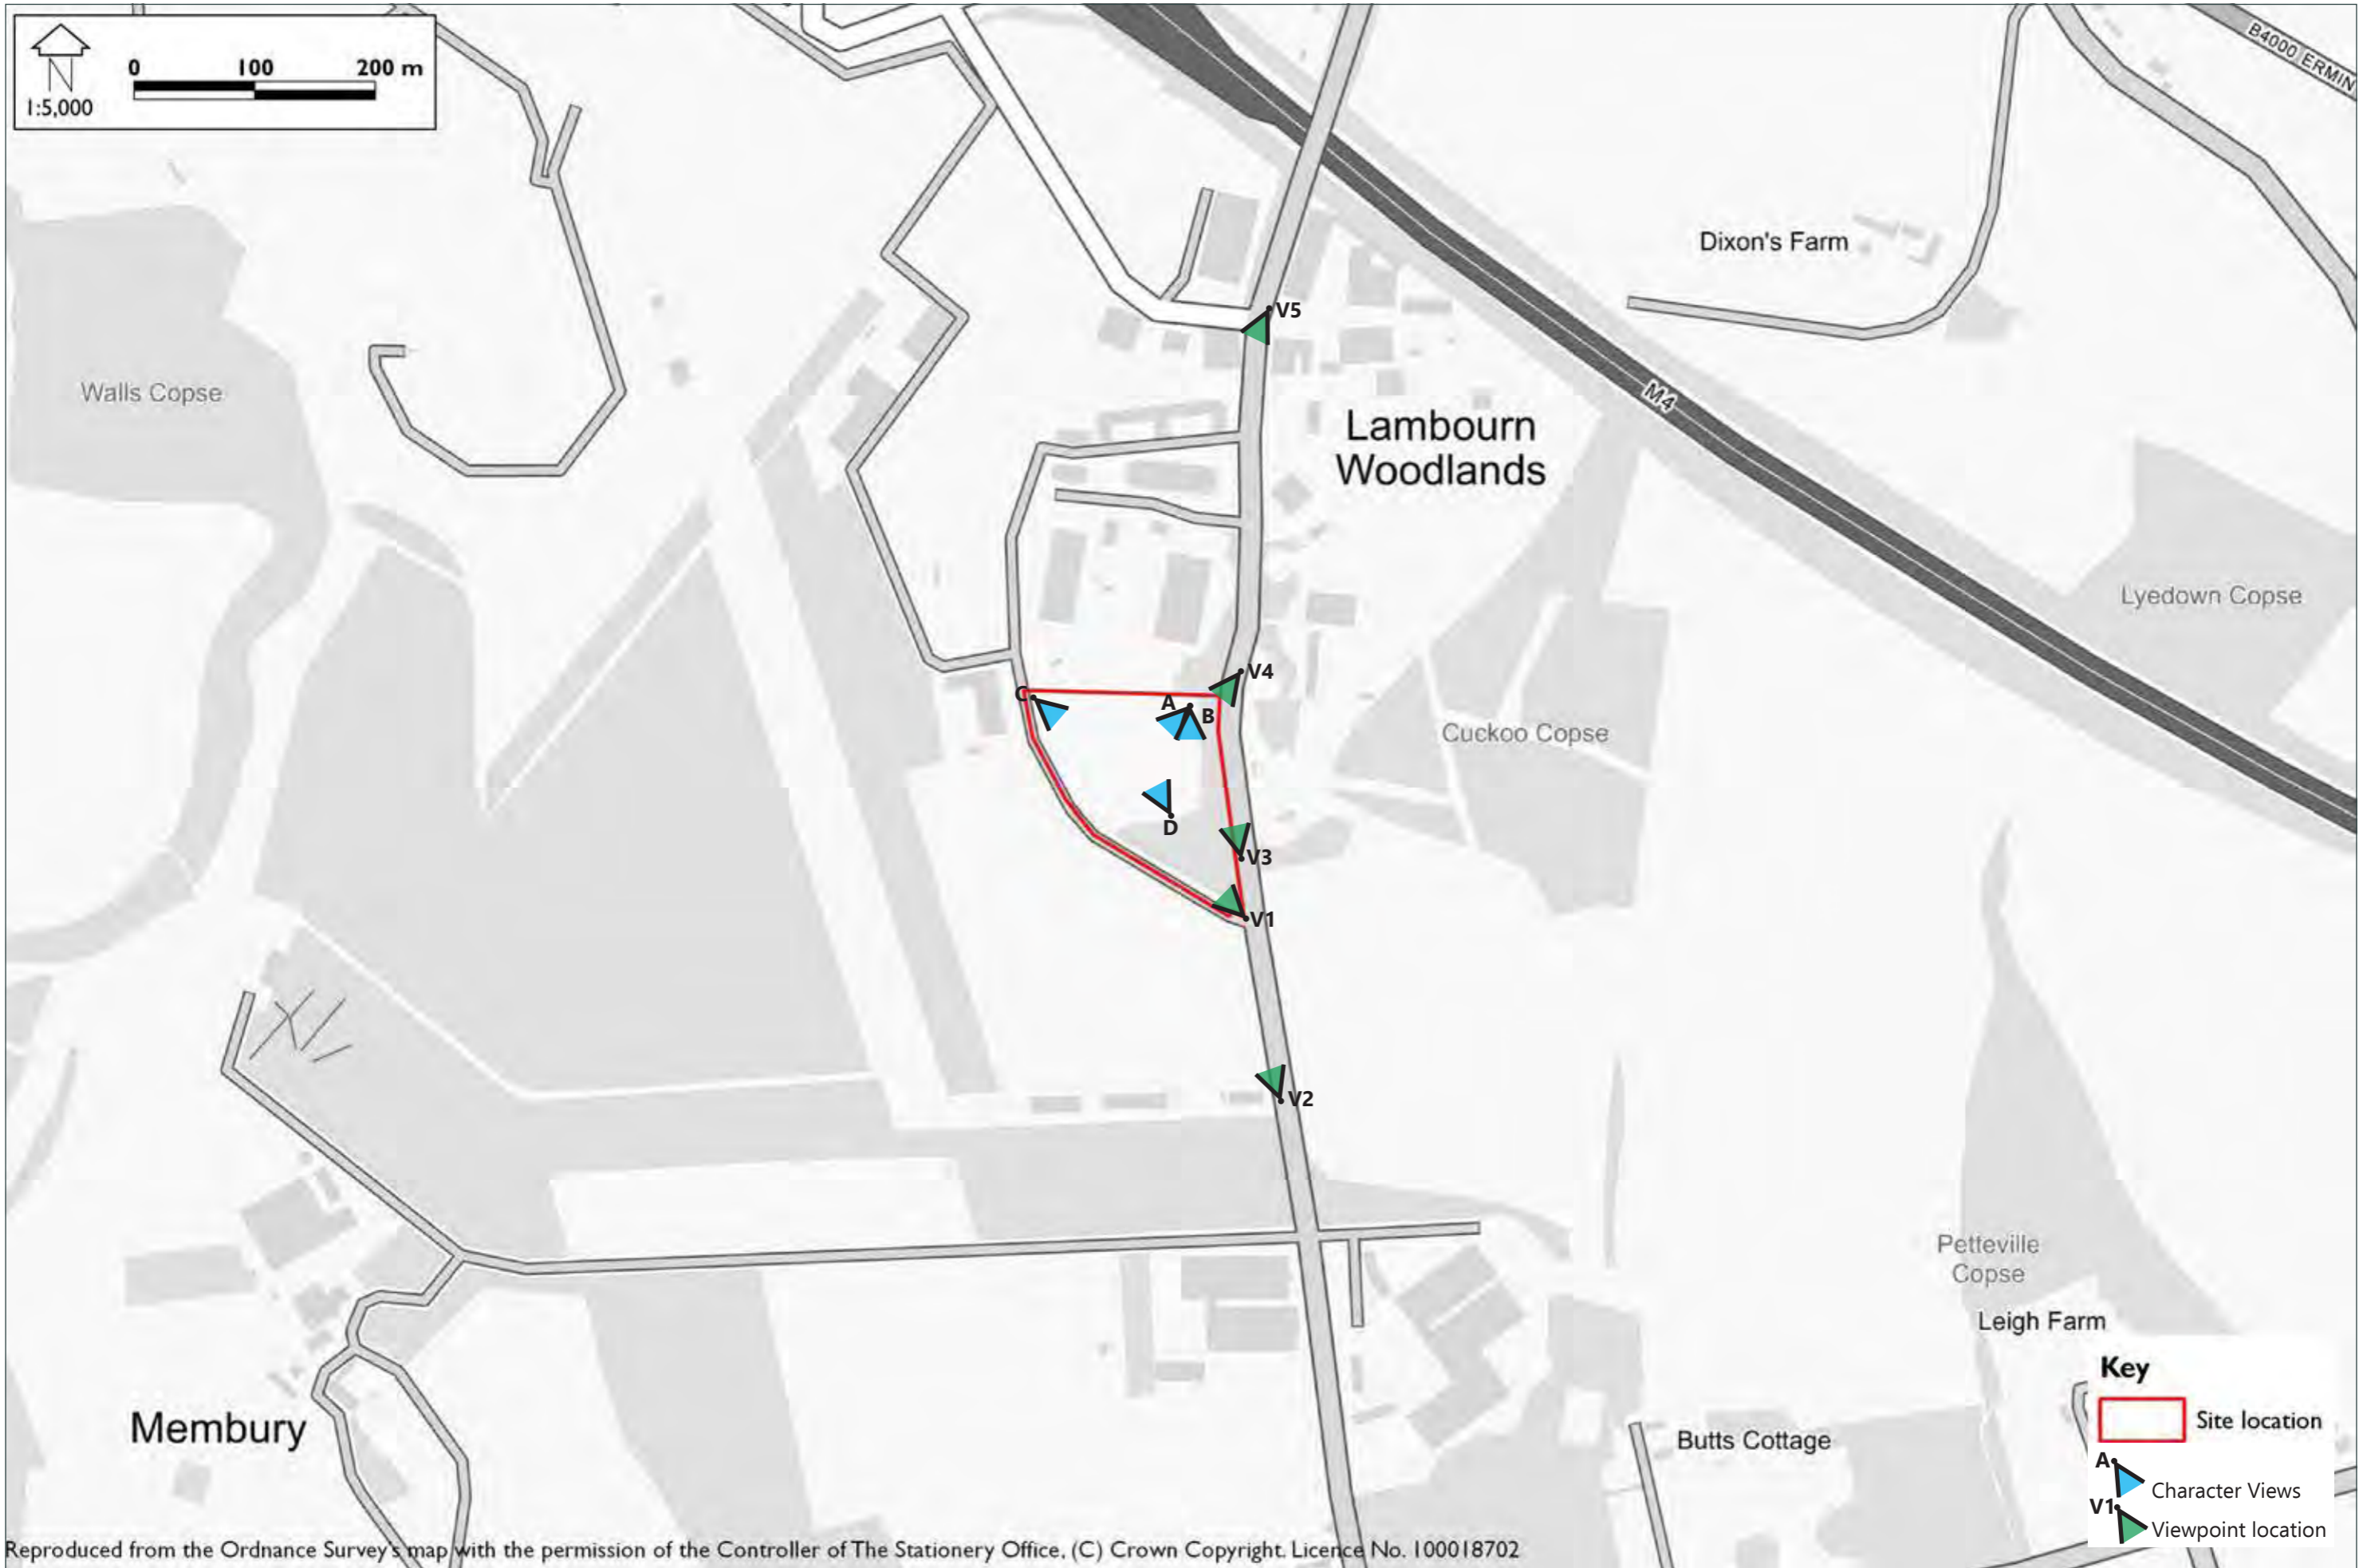 0 100 200 m
N
1:5,000
B4000 ERMIN
Dixon's Farm
V5
Walls Copse
M4
Lambourn
Woodlands
Lyedown Copse
V4
C
A
B
Cuckoo Copse
D
V3
V1
V2
Petteville
Copse
Leigh Farm
Key
Site location
Membury
Butts Cottage
A
Character Views
V1
Viewpoint location
Reproduced from the Ordnance Survey's map with the permission of the Controller of The Stationery Office, (C) Crown Copyright. Licence No. 100018702